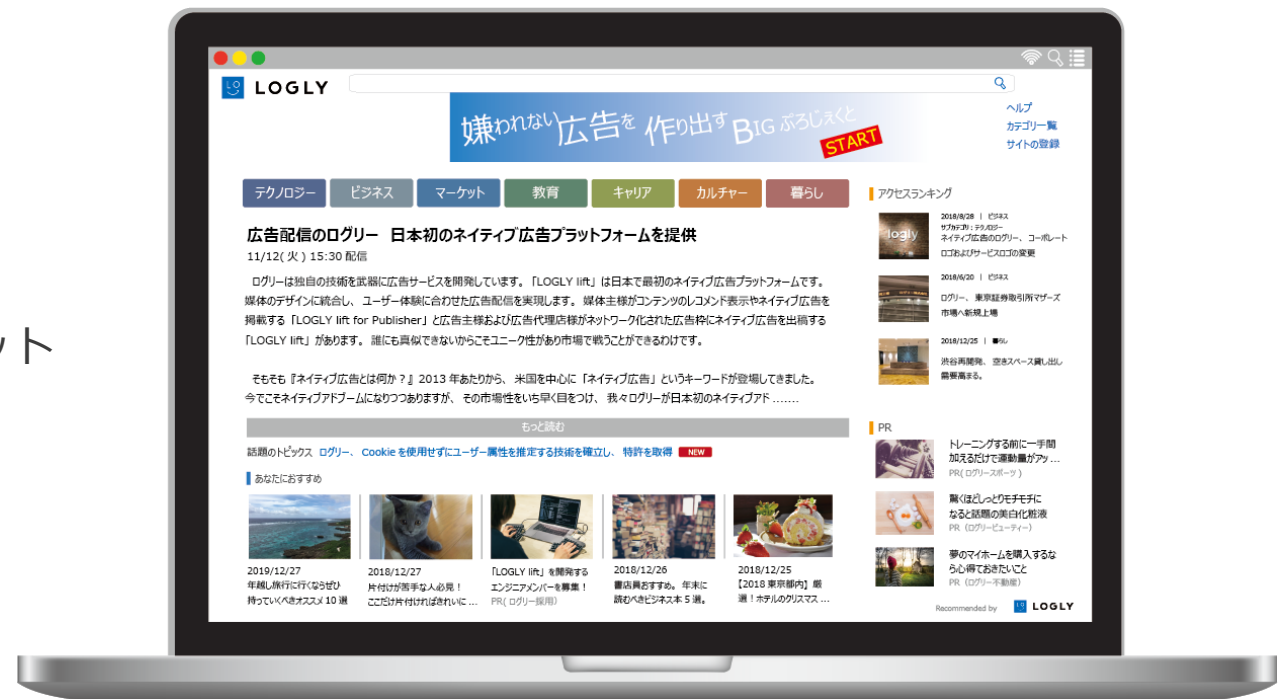 ット
LOGLY
嫌われない広告を作り出すBIGぷろじぇくと
START
ヘルプ
カテゴリ一覧
サイトの登録
テクノロジー ビジネス マーケット 教育 キャリア カルチャー 暮らし
広告配信のログリー 日本初のネイティブ広告プラットフォームを提供
11/12(火) 15:30 配信
ログリーは独自の技術を武器に広告サービスを開発しています。「LOGLY lift」は日本で最初のネイティブ広告プラットフォームです。
媒体のデザインに統合し、ユーザー体験に合わせた広告配信を実現します。媒体主様がコンテンツのレコメンド表示やネイティブ広告を
掲載する「LOGLY lift for Publisher」と広告主様および広告代理店様がネットワーク化された広告枠にネイティブ広告を出稿する
「LOGLY lift」があります。誰にも真似できないからこそユニーク性があり市場で戦うことができるわけです。
そもそも『ネイティブ広告とは何か？』2013 年あたりから、米国を中心に「ネイティブ広告」というキーワードが登場してきました。
今でこそネイティブアドブームになりつつありますが、その市場性をいち早く目をつけ、我々ログリーが日本初のネイティブアド .......
もっと読む
話題のトピックス ログリー、Cookie を使用せずにユーザー属性を推定する技術を確立し、特許を取得 NEW
あなたにおすすめ
2019/12/27
年越し旅行に行くならぜひ
持っていくべきオススメ 10 選
2018/12/27
片付けが苦手な人必見！
ここだけ片付ければきれいに ...
「LOGLY lift」を開発する
エンジニアメンバーを募集！
PR( ログリー採用)
2018/12/26
書店員おすすめ。年末に
読むべきビジネス本 5 選。
2018/12/25
【2018 東京都内】厳
選！ホテルのクリスマス ...
アクセスランキング
logly
2018/8/28 | ビジネス
サブカテゴリ：テクノロジー
ネイティブ広告のログリー、コーポレート
ロゴおよびサービスロゴの変更
2018/6/20 | ビジネス
ログリー、東京証券取引所マザーズ
市場へ新規上場
2018/12/25 | 暮らし
渋谷再開発、空きスペース貸し出し
需要高まる。
PR
トレーニングする前に一手間
加えるだけで運動量がアッ ...
PR( ログリースポーツ )
驚くほどしっとりモチモチに
なると話題の美白化粧液
PR（ログリービューティー）
夢のマイホームを購入するな
ら心得ておきたいこと
PR（ログリー不動産）
Recommended by LOGLY